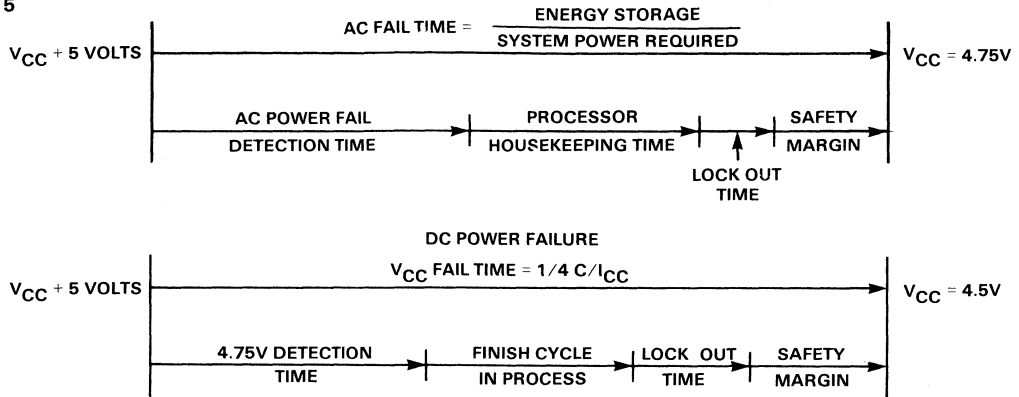 5
AC FAIL TIME = ENERGY STORAGE
SYSTEM POWER REQUIRED
VCC + 5 VOLTS
VCC = 4.75V
AC POWER FAIL
DETECTION TIME
PROCESSOR
HOUSEKEEPING TIME
SAFETY
MARGIN
LOCK OUT
TIME
DC POWER FAILURE
VCC FAIL TIME = 1/4 C/ICC
VCC + 5 VOLTS
VCC = 4.5V
4.75V DETECTION
TIME
FINISH CYCLE
IN PROCESS
LOCK OUT
TIME
SAFETY
MARGIN